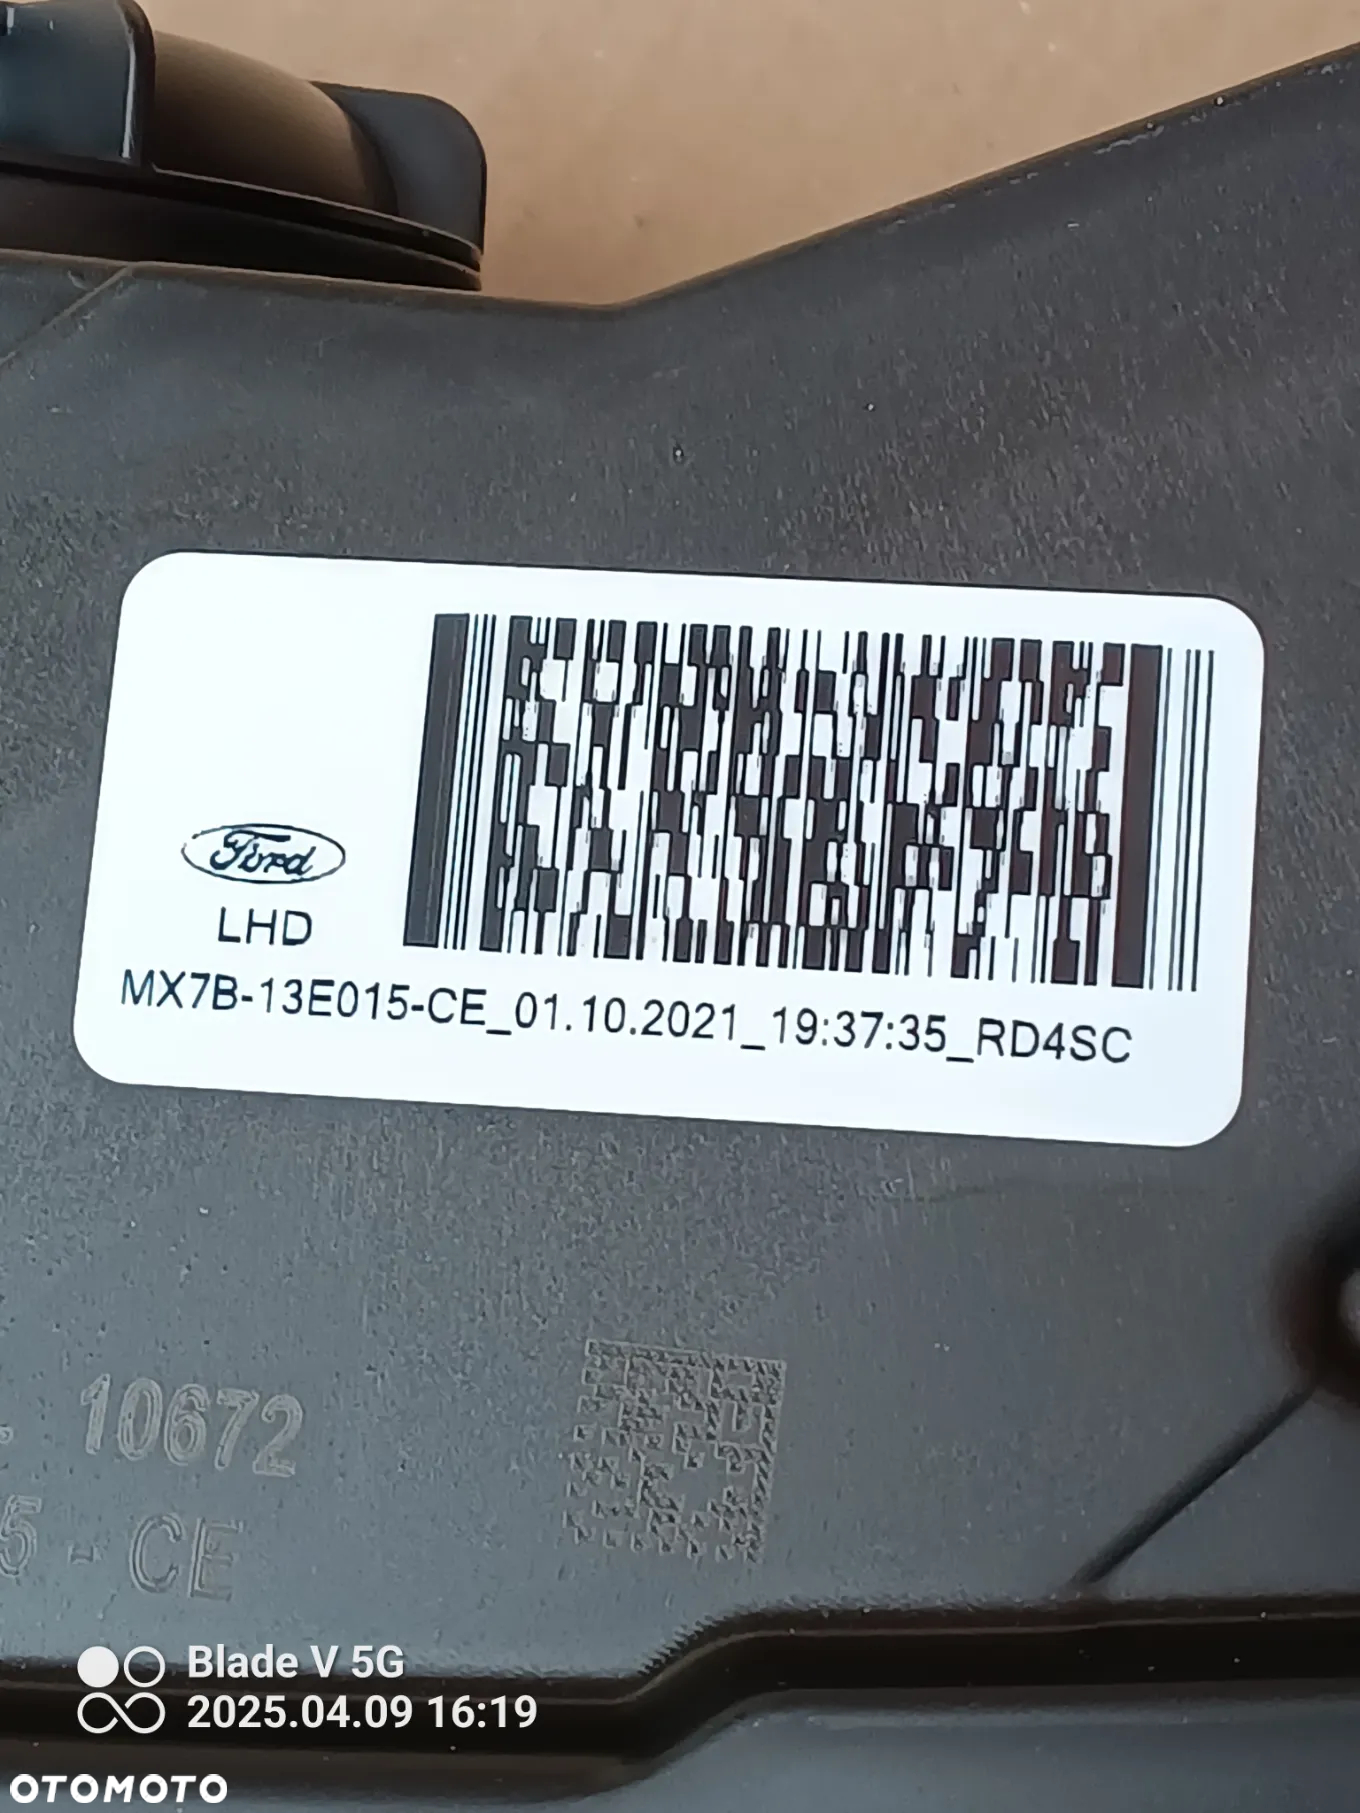 Ford
LHD
MX7B-13E015-CE_01.10.2021_19:37:35_RD4SC
10672
5-CE
Blade V 5G
2025.04.09 16:19
OTOMOTO